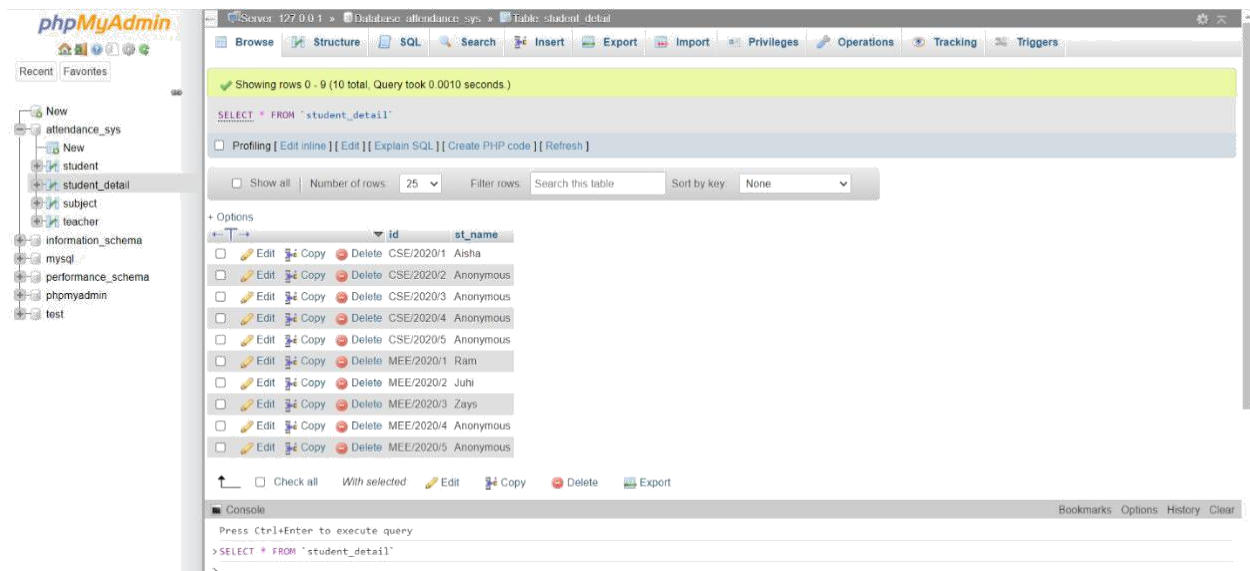 phpMyAdmin
Recent Favorites
New
attendance_sys
New
student
student_detail
subject
teacher
information_schema
mysql
performance_schema
phpmyadmin
test
Server: 127.0.0.1 » Database: attendance_sys » Table: student_detail
Browse Structure SQL Search Insert Export Import Privileges Operations Tracking Triggers
Showing rows 0 - 9 (10 total, Query took 0.0010 seconds.)
SELECT * FROM `student_detail`
Profiling [ Edit inline ] [ Edit ] [ Explain SQL ] [ Create PHP code ] [ Refresh ]
Show all | Number of rows: 25 Filter rows: Search this table Sort by key: None
+ Options
←T→ id st_name
Edit Copy Delete CSE/2020/1 Aisha
Edit Copy Delete CSE/2020/2 Anonymous
Edit Copy Delete CSE/2020/3 Anonymous
Edit Copy Delete CSE/2020/4 Anonymous
Edit Copy Delete CSE/2020/5 Anonymous
Edit Copy Delete MEE/2020/1 Ram
Edit Copy Delete MEE/2020/2 Juhi
Edit Copy Delete MEE/2020/3 Zays
Edit Copy Delete MEE/2020/4 Anonymous
Edit Copy Delete MEE/2020/5 Anonymous
Check all With selected: Edit Copy Delete Export
Console Bookmarks Options History Clear
Press Ctrl+Enter to execute query
>SELECT * FROM `student_detail`
>